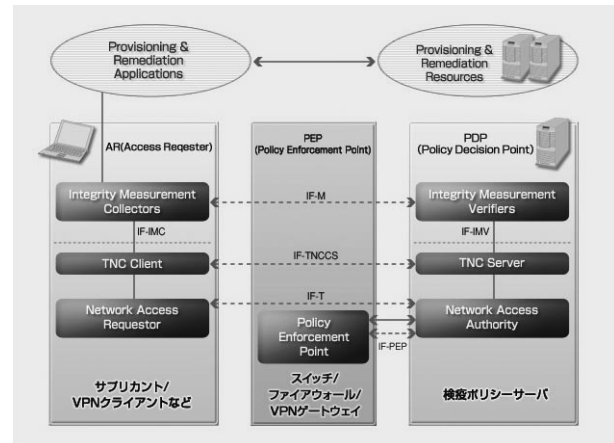 Provisioning &
Remediation
Applications
Provisioning &
Remediation
Resources
AR(Access Reqester)
PEP
(Policy Enforcement Point)
PDP
(Policy Decision Point)
Integrity Measurement
Collectors
IF-M
Integrity Measurement
Verifiers
IF-IMC
IF-IMV
TNC Client
IF-TNCCS
TNC Server
Network Access
Requestor
IF-T
Network Access
Authority
Policy
Enforcement
Point
IF-PEP
サプリカント/
VPNクライアントなど
スイッチ/
ファイアウォール/
VPNゲートウェイ
検疫ポリシーサーバ